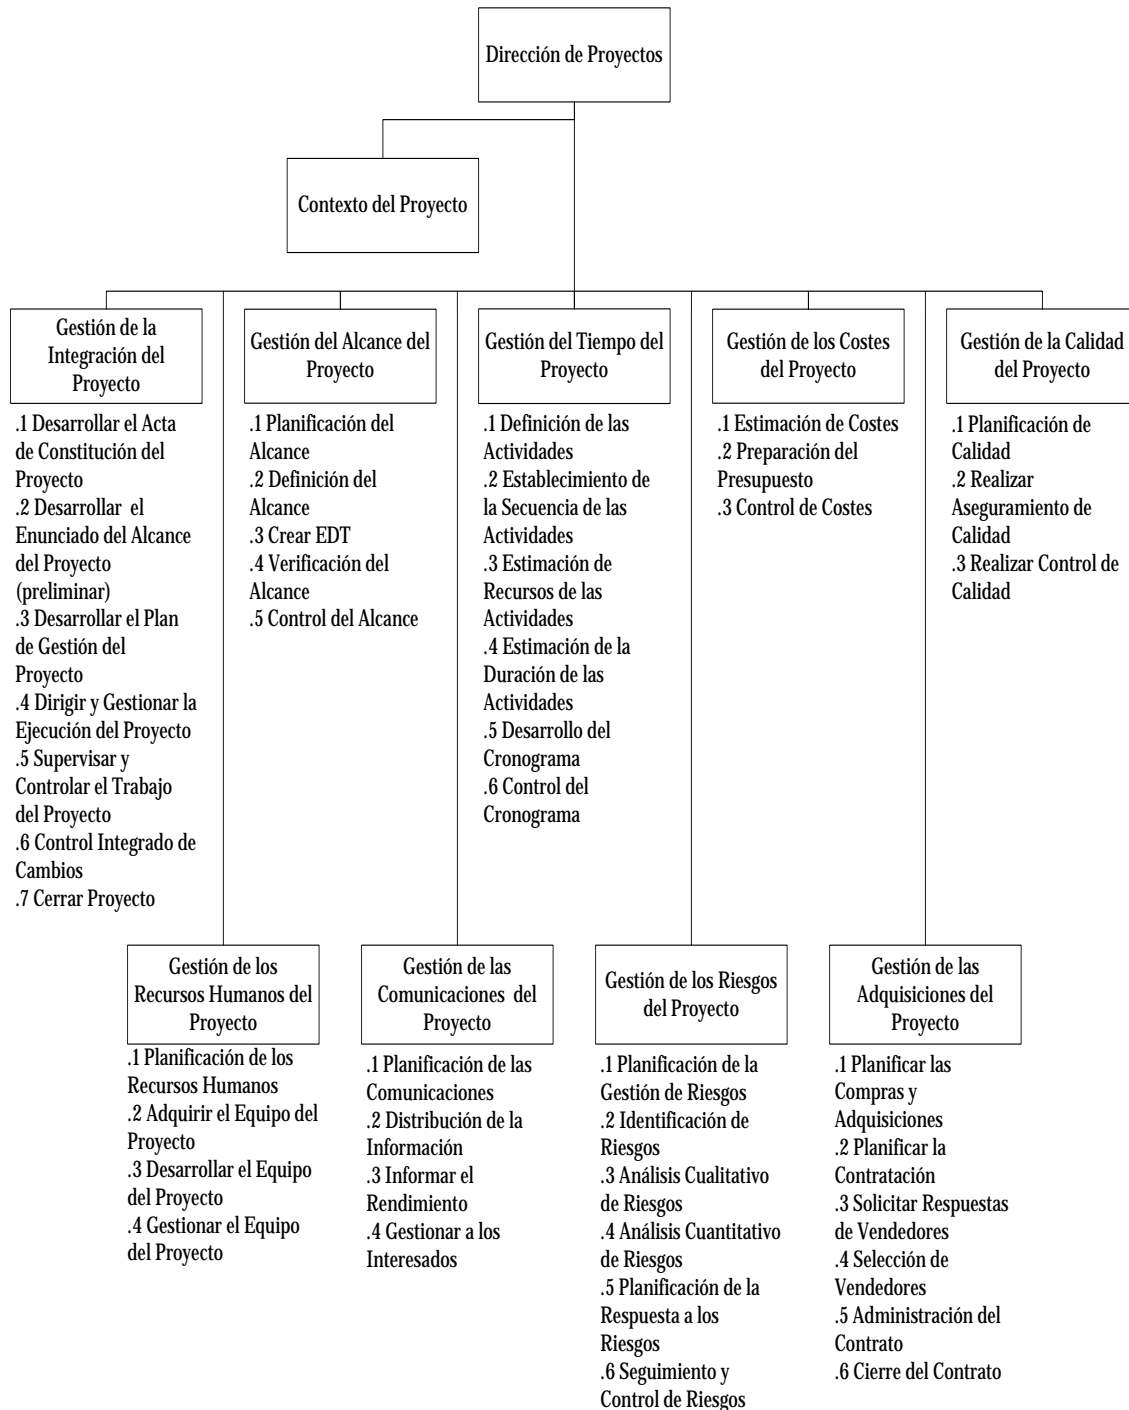 Dirección de Proyectos
Contexto del Proyecto
Gestión de la
Integración del
Proyecto
.1 Desarrollar el Acta
de Constitución del
Proyecto
.2 Desarrollar el
Enunciado del Alcance
del Proyecto
(preliminar)
.3 Desarrollar el Plan
de Gestión del
Proyecto
.4 Dirigir y Gestionar la
Ejecución del Proyecto
.5 Supervisar y
Controlar el Trabajo
del Proyecto
.6 Control Integrado de
Cambios
.7 Cerrar Proyecto
Gestión del Alcance del
Proyecto
.1 Planificación del
Alcance
.2 Definición del
Alcance
.3 Crear EDT
.4 Verificación del
Alcance
.5 Control del Alcance
Gestión del Tiempo del
Proyecto
.1 Definición de las
Actividades
.2 Establecimiento de
la Secuencia de las
Actividades
.3 Estimación de
Recursos de las
Actividades
.4 Estimación de la
Duración de las
Actividades
.5 Desarrollo del
Cronograma
.6 Control del
Cronograma
Gestión de los Costes
del Proyecto
.1 Estimación de Costes
.2 Preparación del
Presupuesto
.3 Control de Costes
Gestión de la Calidad
del Proyecto
.1 Planificación de
Calidad
.2 Realizar
Aseguramiento de
Calidad
.3 Realizar Control de
Calidad
Gestión de los
Recursos Humanos del
Proyecto
.1 Planificación de los
Recursos Humanos
.2 Adquirir el Equipo del
Proyecto
.3 Desarrollar el Equipo
del Proyecto
.4 Gestionar el Equipo
del Proyecto
Gestión de las
Comunicaciones del
Proyecto
.1 Planificación de las
Comunicaciones
.2 Distribución de la
Información
.3 Informar el
Rendimiento
.4 Gestionar a los
Interesados
Gestión de los Riesgos
del Proyecto
.1 Planificación de la
Gestión de Riesgos
.2 Identificación de
Riesgos
.3 Análisis Cualitativo
de Riesgos
.4 Análisis Cuantitativo
de Riesgos
.5 Planificación de la
Respuesta a los
Riesgos
.6 Seguimiento y
Control de Riesgos
Gestión de las
Adquisiciones del
Proyecto
.1 Planificar las
Compras y
Adquisiciones
.2 Planificar la
Contratación
.3 Solicitar Respuestas
de Vendedores
.4 Selección de
Vendedores
.5 Administración del
Contrato
.6 Cierre del Contrato